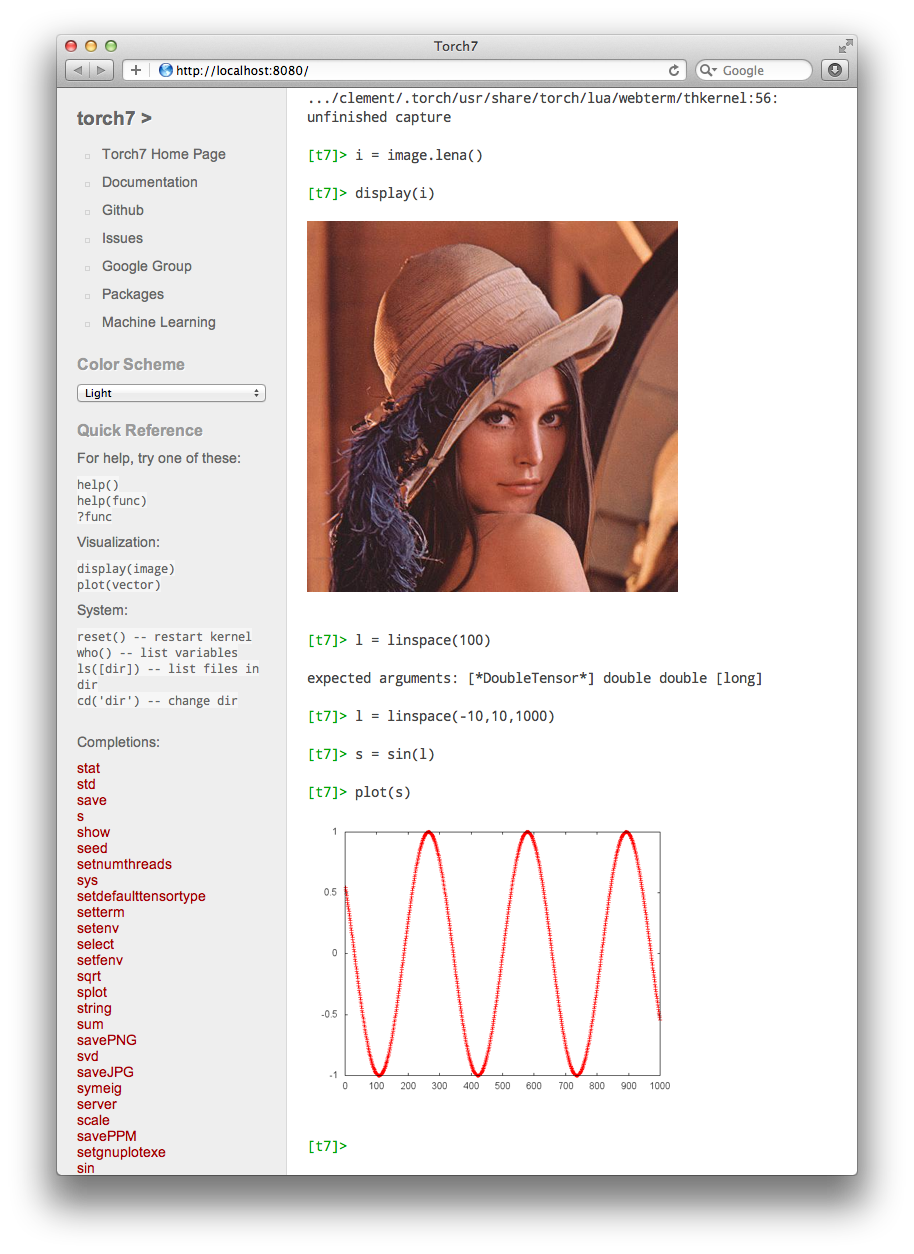 Torch7
http://localhost:8080/
Google
torch7 >
Torch7 Home Page
Documentation
Github
Issues
Google Group
Packages
Machine Learning
Color Scheme
Light
Quick Reference
For help, try one of these:
help()
help(func)
?func
Visualization:
display(image)
plot(vector)
System:
reset() -- restart kernel
who() -- list variables
ls([dir]) -- list files in
dir
cd('dir') -- change dir
Completions:
stat
std
save
s
show
seed
setnumthreads
sys
setdefaulttensortype
setterm
setenv
select
setfenv
sqrt
splot
string
sum
savePNG
svd
saveJPG
symeig
server
scale
savePPM
setgnuplotexe
sin
.../clement/.torch/usr/share/torch/lua/webterm/thkernel:56:
unfinished capture
[t7]> i = image.lena()
[t7]> display(i)
[t7]> l = linspace(100)
expected arguments: [*DoubleTensor*] double double [long]
[t7]> l = linspace(-10,10,1000)
[t7]> s = sin(l)
[t7]> plot(s)
1
0.5
0
-0.5
-1
0 100 200 300 400 500 600 700 800 900 1000
[t7]>